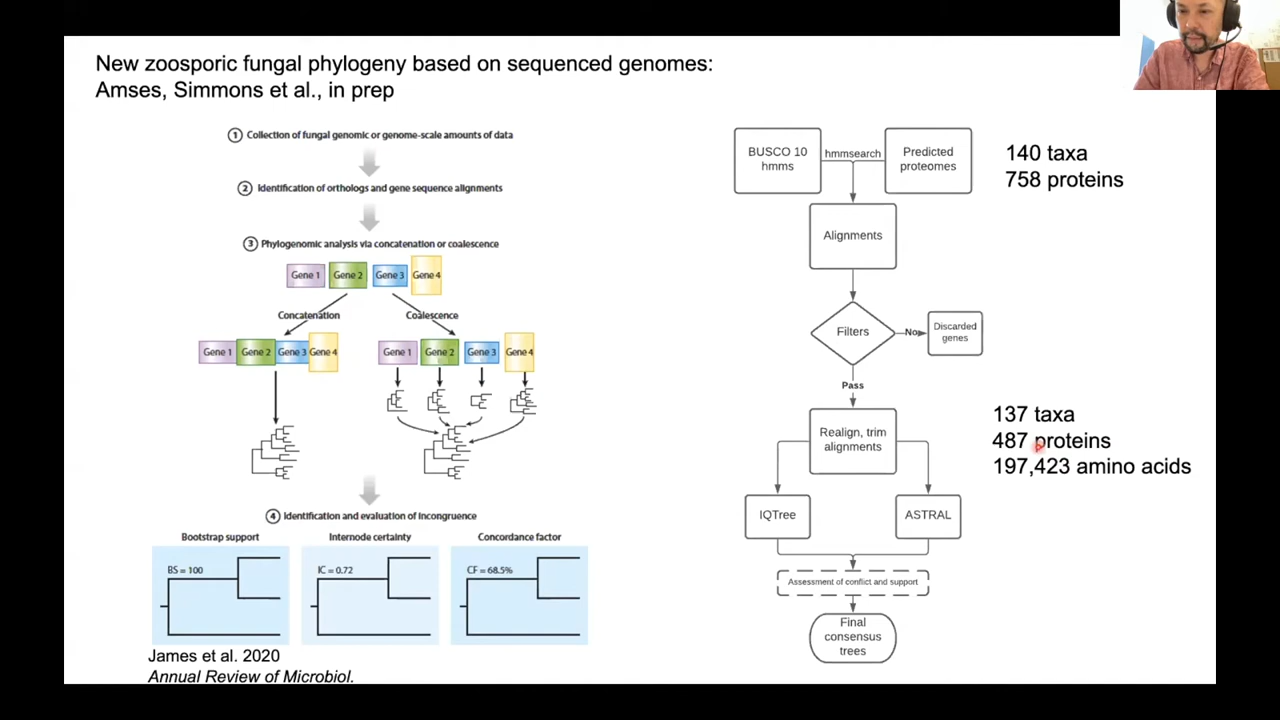 New zoosporic fungal phylogeny based on sequenced genomes:
Amses, Simmons et al., in prep
1 Collection of fungal genomic or genome-scale amounts of data
2 Identification of orthologs and gene sequence alignments
3 Phylogenomic analysis via concatenation or coalescence
Gene 1 Gene 2 Gene 3 Gene 4
Concatenation Coalescence
Gene 1 Gene 2 Gene 3 Gene 4 Gene 1 Gene 2 Gene 3 Gene 4
4 Identification and evaluation of incongruence
Bootstrap support Internode certainty Concordance factor
BS = 100 IC = 0.72 CF = 68.5%
James et al. 2020
Annual Review of Microbiol.
BUSCO 10
hmms
hmmsearch
Predicted
proteomes
140 taxa
758 proteins
Alignments
Filters
No
Discarded
genes
Pass
Realign, trim
alignments
137 taxa
487 proteins
197,423 amino acids
IQTree
ASTRAL
Assessment of conflict and support
Final
consensus
trees